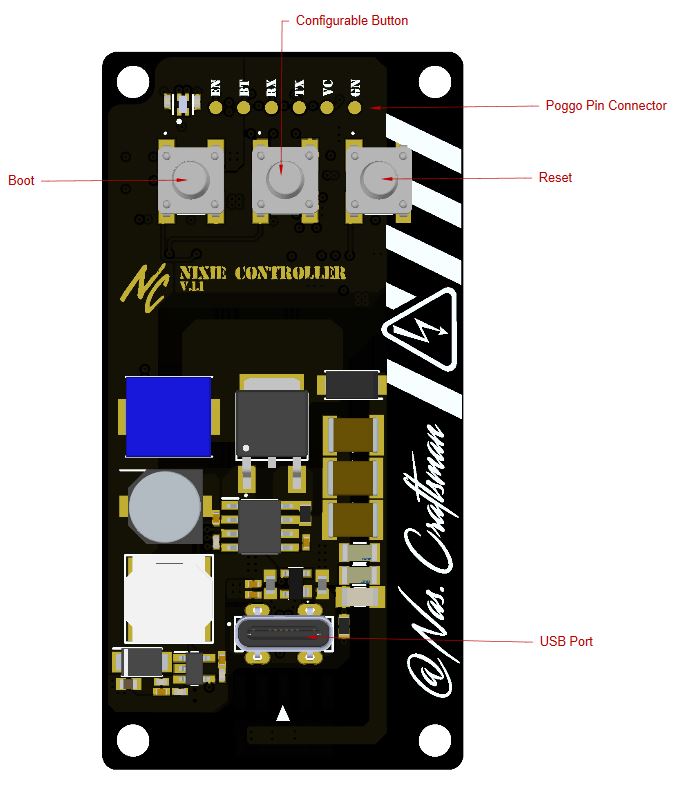 Configurable Button
EN BT RX TX VC GN
Poggo Pin Connector
Boot
Reset
NC
NIXIE CONTROLLER
V.1.1
@Nas. Craftsman
USB Port